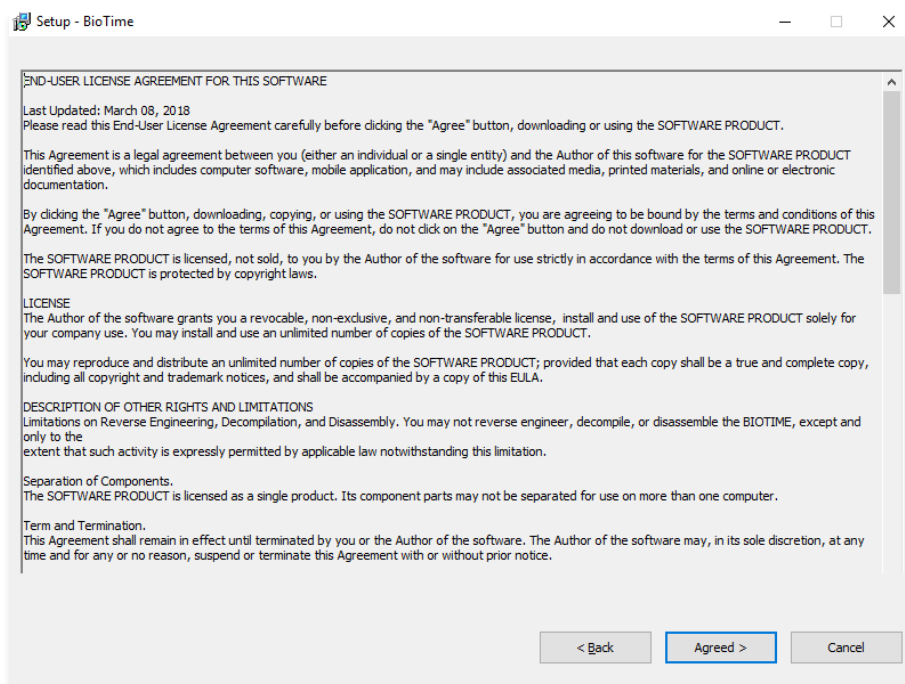 Setup - BioTime
END-USER LICENSE AGREEMENT FOR THIS SOFTWARE
Last Updated: March 08, 2018
Please read this End-User License Agreement carefully before clicking the "Agree" button, downloading or using the SOFTWARE PRODUCT.
This Agreement is a legal agreement between you (either an individual or a single entity) and the Author of this software for the SOFTWARE PRODUCT
identified above, which includes computer software, mobile application, and may include associated media, printed materials, and online or electronic
documentation.
By clicking the "Agree" button, downloading, copying, or using the SOFTWARE PRODUCT, you are agreeing to be bound by the terms and conditions of this
Agreement. If you do not agree to the terms of this Agreement, do not click on the "Agree" button and do not download or use the SOFTWARE PRODUCT.
The SOFTWARE PRODUCT is licensed, not sold, to you by the Author of the software for use strictly in accordance with the terms of this Agreement. The
SOFTWARE PRODUCT is protected by copyright laws.
LICENSE
The Author of the software grants you a revocable, non-exclusive, and non-transferable license, install and use of the SOFTWARE PRODUCT solely for
your company use. You may install and use an unlimited number of copies of the SOFTWARE PRODUCT.
You may reproduce and distribute an unlimited number of copies of the SOFTWARE PRODUCT; provided that each copy shall be a true and complete copy,
including all copyright and trademark notices, and shall be accompanied by a copy of this EULA.
DESCRIPTION OF OTHER RIGHTS AND LIMITATIONS
Limitations on Reverse Engineering, Decompilation, and Disassembly. You may not reverse engineer, decompile, or disassemble the BIOTIME, except and
only to the
extent that such activity is expressly permitted by applicable law notwithstanding this limitation.
Separation of Components.
The SOFTWARE PRODUCT is licensed as a single product. Its component parts may not be separated for use on more than one computer.
Term and Termination.
This Agreement shall remain in effect until terminated by you or the Author of the software. The Author of the software may, in its sole discretion, at any
time and for any or no reason, suspend or terminate this Agreement with or without prior notice.
< Back
Agreed >
Cancel